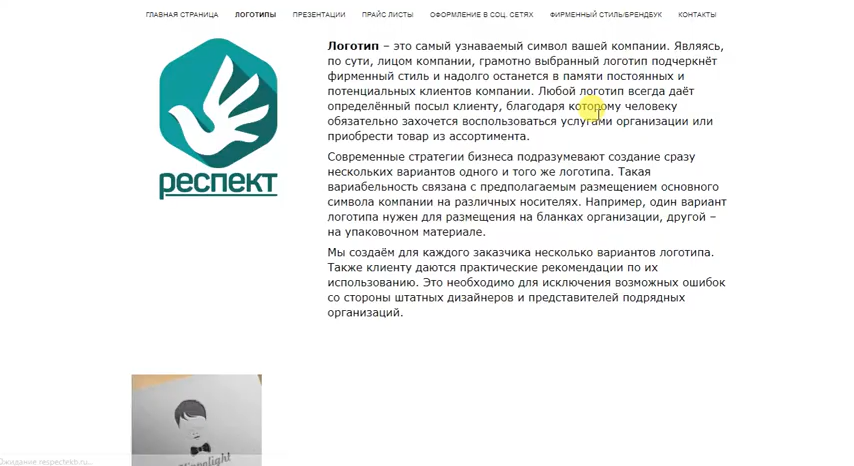 ГЛАВНАЯ СТРАНИЦА ЛОГОТИПЫ ПРЕЗЕНТАЦИИ ПРАЙС ЛИСТЫ ОФОРМЛЕНИЕ В СОЦ. СЕТЯХ ФИРМЕННЫЙ СТИЛЬ/БРЕНДБУК КОНТАКТЫ
респект
Логотип – это самый узнаваемый символ вашей компании. Являясь,
по сути, лицом компании, грамотно выбранный логотип подчеркнёт
фирменный стиль и надолго останется в памяти постоянных и
потенциальных клиентов компании. Любой логотип всегда даёт
определённый посыл клиенту, благодаря которому человеку
обязательно захочется воспользоваться услугами организации или
приобрести товар из ассортимента.
Современные стратегии бизнеса подразумевают создание сразу
нескольких вариантов одного и того же логотипа. Такая
вариабельность связана с предполагаемым размещением основного
символа компании на различных носителях. Например, один вариант
логотипа нужен для размещения на бланках организации, другой –
на упаковочном материале.
Мы создаём для каждого заказчика несколько вариантов логотипа.
Также клиенту даются практические рекомендации по их
использованию. Это необходимо для исключения возможных ошибок
со стороны штатных дизайнеров и представителей подрядных
организаций.
Ожидание respectekb.ru...